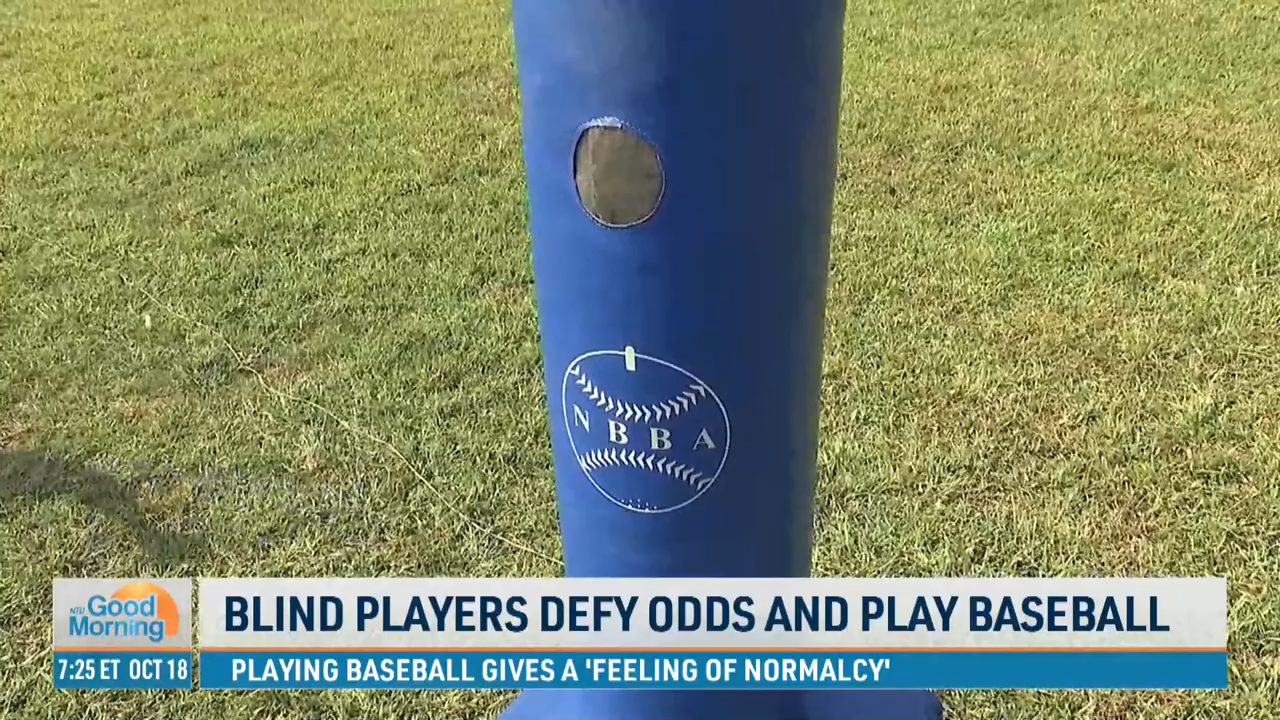 N B B A
NTD
Good
Morning
BLIND PLAYERS DEFY ODDS AND PLAY BASEBALL
7:25 ET OCT 18
PLAYING BASEBALL GIVES A 'FEELING OF NORMALCY'